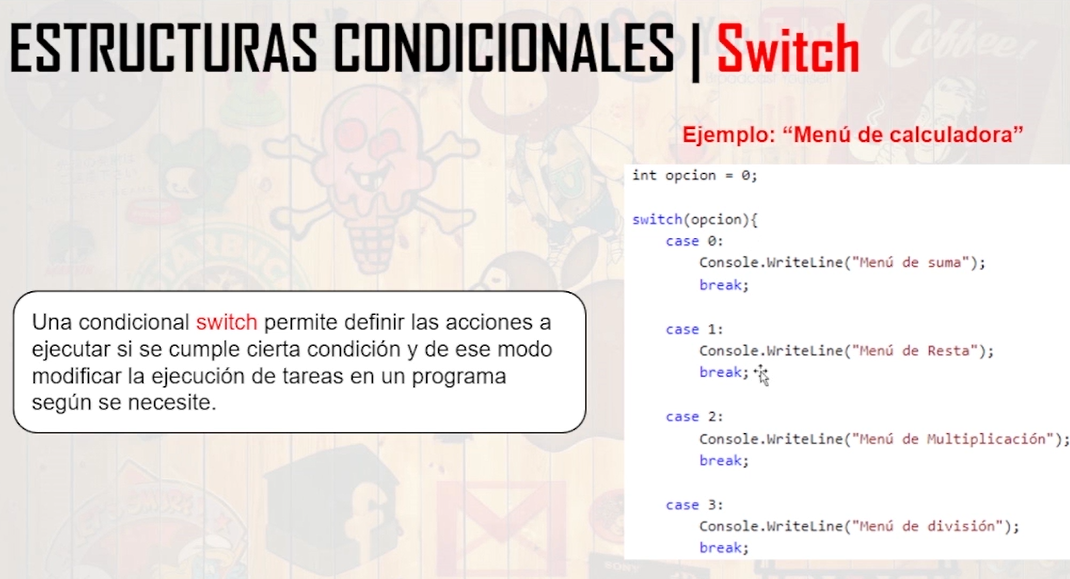 ESTRUCTURAS CONDICIONALES | Switch
Ejemplo: “Menú de calculadora”
Una condicional switch permite definir las acciones a
ejecutar si se cumple cierta condición y de ese modo
modificar la ejecución de tareas en un programa
según se necesite.
int opcion = 0;
switch(opcion){
case 0:
Console.WriteLine("Menú de suma");
break;
case 1:
Console.WriteLine("Menú de Resta");
break;
case 2:
Console.WriteLine("Menú de Multiplicación");
break;
case 3:
Console.WriteLine("Menú de división");
break;